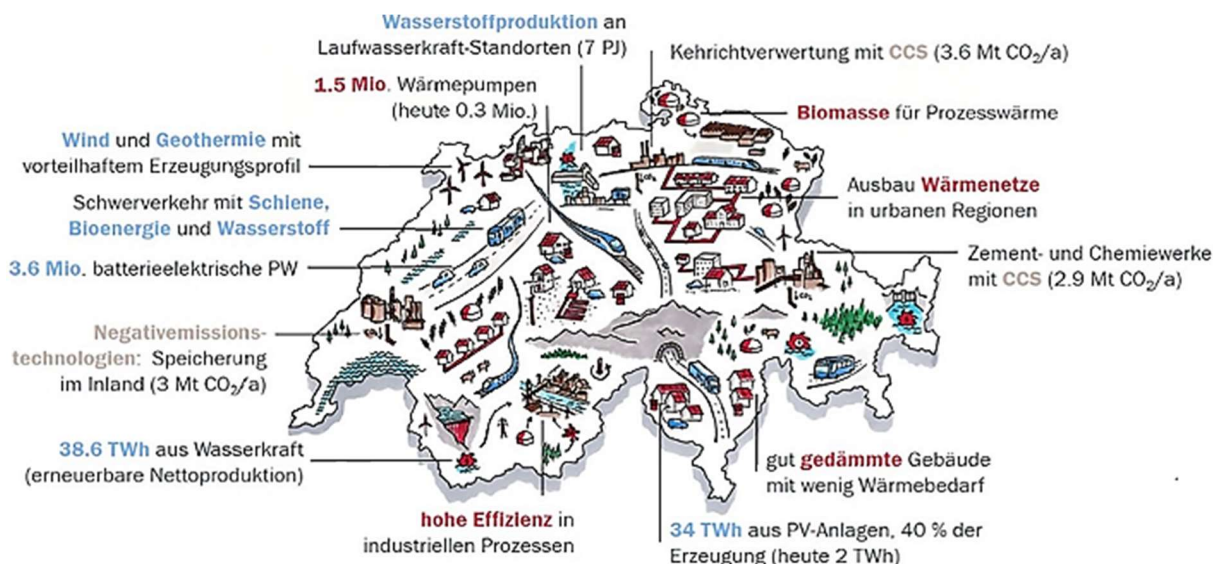 Wasserstoffproduktion an
Laufwasserkraft-Standorten (7 PJ)
Kehrichtverwertung mit CCS (3.6 Mt CO₂/a)
1.5 Mio. Wärmepumpen
(heute 0.3 Mio.)
Biomasse für Prozesswärme
Wind und Geothermie mit
vorteilhaftem Erzeugungsprofil
Ausbau Wärmenetze
in urbanen Regionen
Schwerverkehr mit Schiene,
Bioenergie und Wasserstoff
Zement- und Chemiewerke
mit CCS (2.9 Mt CO₂/a)
3.6 Mio. batterieelektrische PW
Negativemissions-
technologien: Speicherung
im Inland (3 Mt CO₂/a)
38.6 TWh aus Wasserkraft
(erneuerbare Nettoproduktion)
gut gedämmte Gebäude
mit wenig Wärmebedarf
hohe Effizienz in
industriellen Prozessen
34 TWh aus PV-Anlagen, 40 % der
Erzeugung (heute 2 TWh)